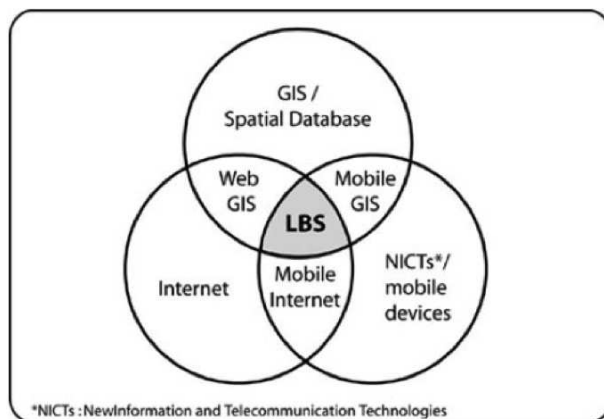 GIS /
Spatial Database
Web
GIS
Mobile
GIS
LBS
Internet
Mobile
Internet
NICTs*/
mobile
devices
*NICTs : NewInformation and Telecommunication Technologies